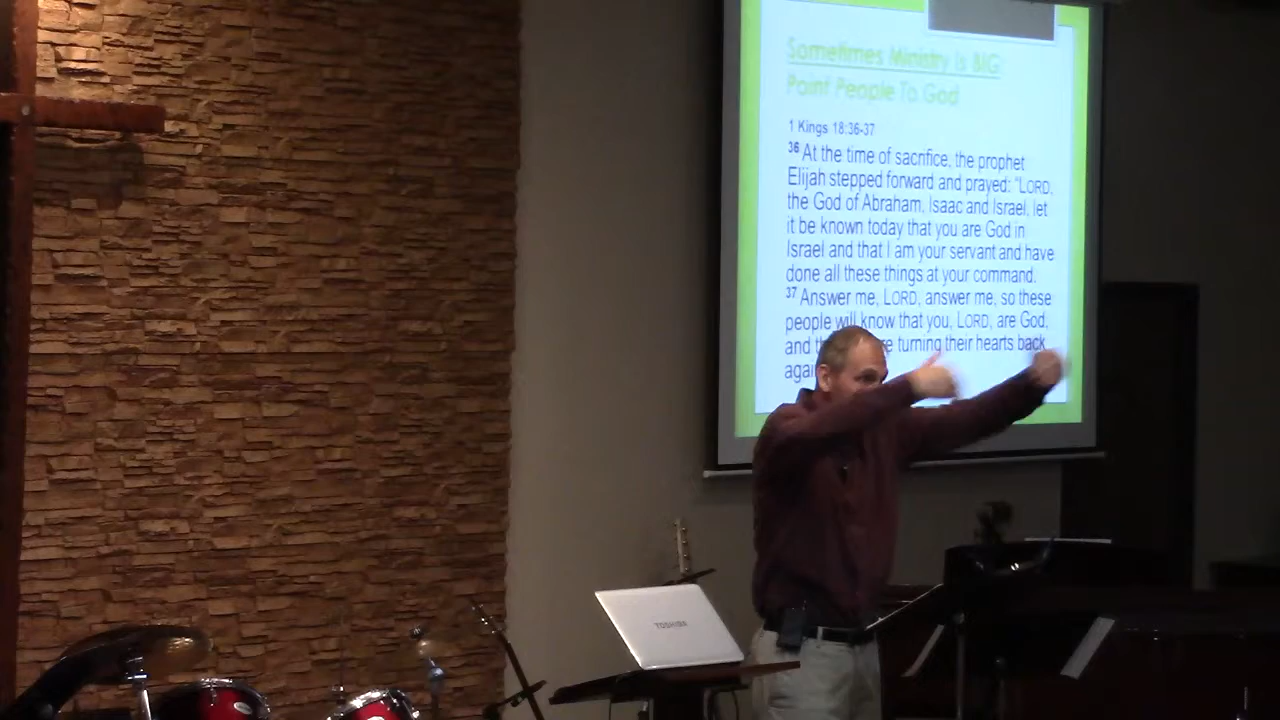 Sometimes Ministry Is BIG
Point People To God
1 Kings 18:36-37
36 At the time of sacrifice, the prophet
Elijah stepped forward and prayed: “LORD,
the God of Abraham, Isaac and Israel, let
it be known today that you are God in
Israel and that I am your servant and have
done all these things at your command.
37 Answer me, LORD, answer me, so these
people will know that you, LORD, are God,
and turning their hearts back
TOSHIBA